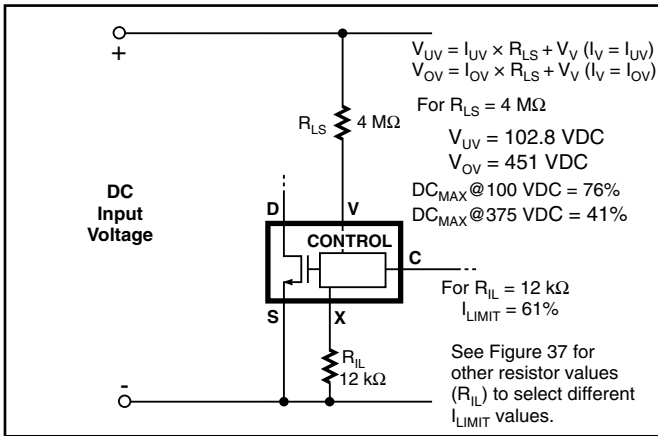 +
V_UV = I_UV × R_LS + V_V (I_V = I_UV)
V_OV = I_OV × R_LS + V_V (I_V = I_OV)
For R_LS = 4 MΩ
R_LS 4 MΩ
V_UV = 102.8 VDC
V_OV = 451 VDC
DC_MAX@100 VDC = 76%
DC_MAX@375 VDC = 41%
DC
Input
Voltage
D V
CONTROL
C
For R_IL = 12 kΩ
I_LIMIT = 61%
S X
R_IL
12 kΩ
See Figure 37 for
other resistor values
(R_IL) to select different
I_LIMIT values.
-